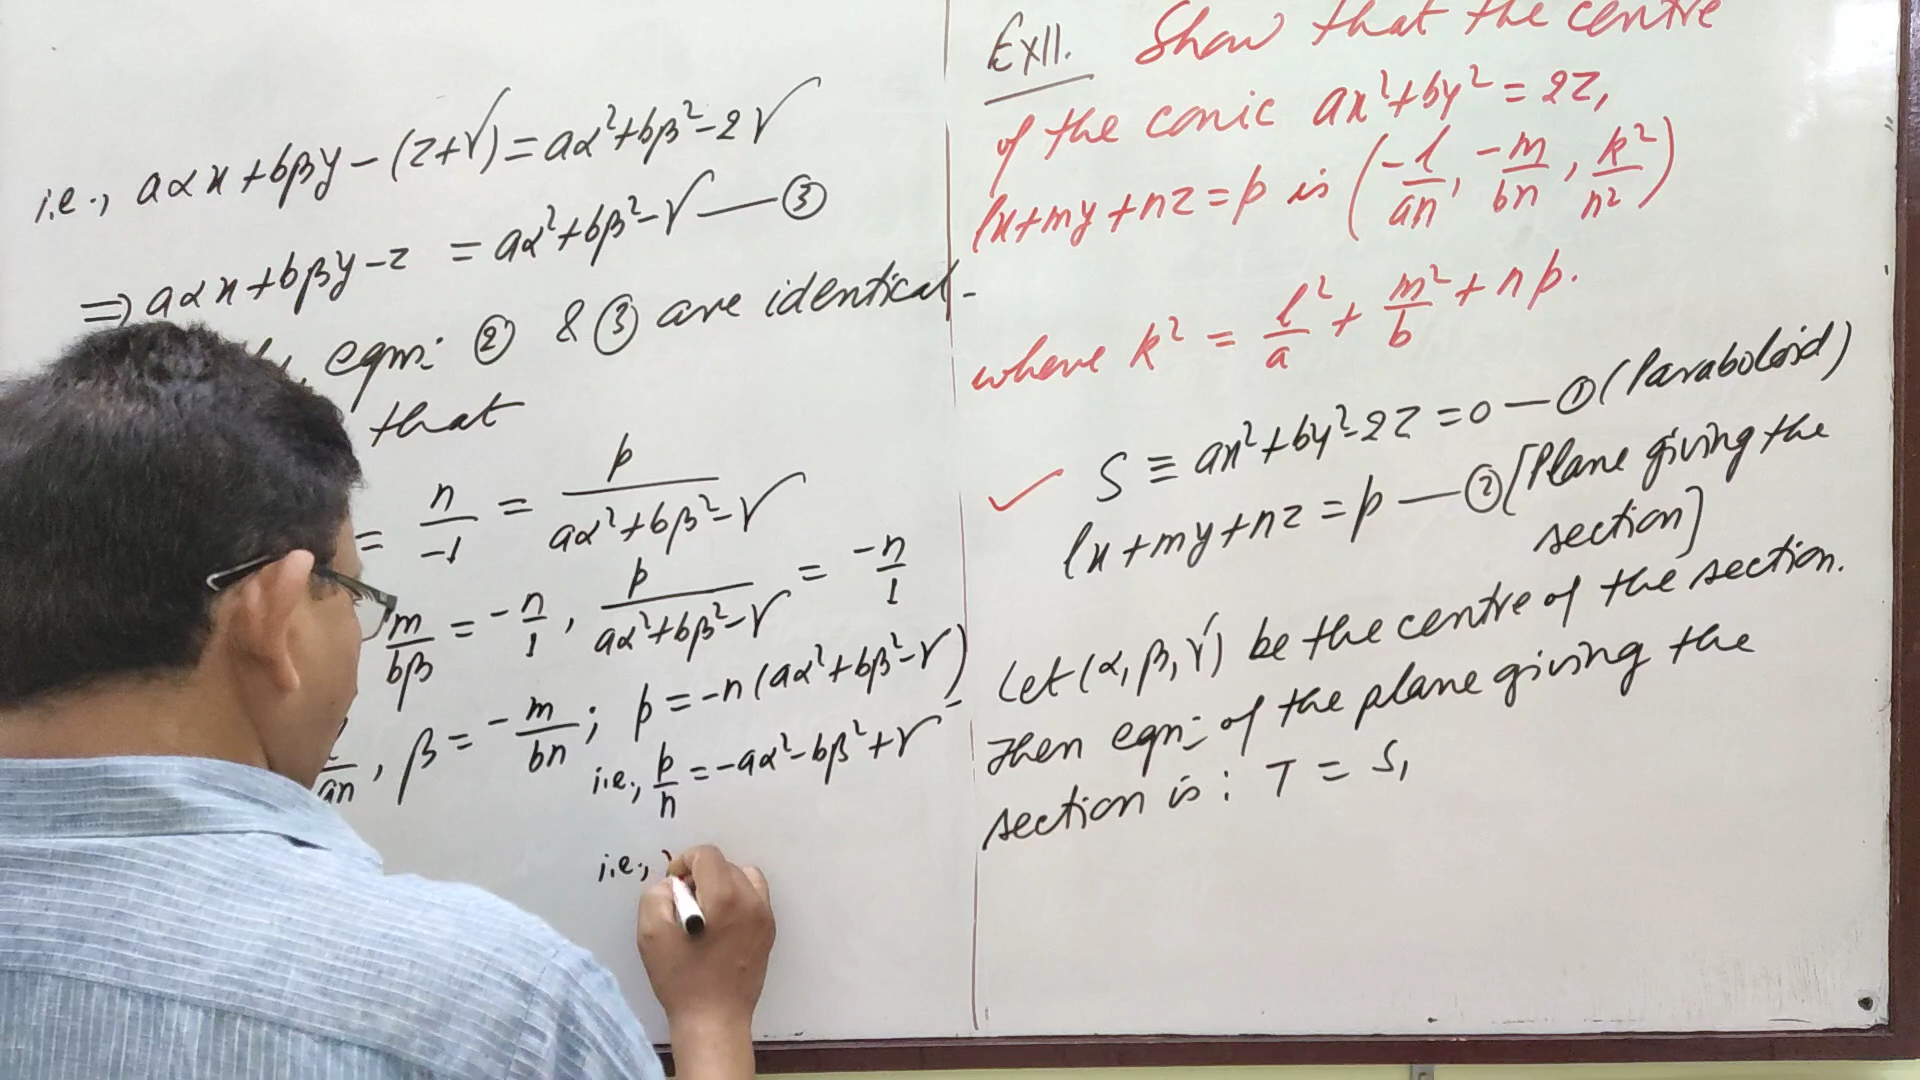 i.e., aαx+bβy-(z+γ)=aα²+bβ²-2γ
⇒ aαx+bβy-z = aα²+bβ²-γ — ③
eqn: ② & ③ are identical.
that
= n/-1 = p/(aα²+bβ²-γ)
m/bβ = -n/1, p/(aα²+bβ²-γ) = -n/1
an, β = -m/bn; p = -n(aα²+bβ²-γ)
i.e., p/n = -aα²-bβ²+γ
i.e.,
Ex11. Show that the centre
of the conic ax²+by²=2z,
lx+my+nz=p is (-l/an, -m/bn, k²/n²)
where k² = l²/a + m²/b + np.
✓ S ≡ ax²+by²-2z=0 — ① (Paraboloid)
lx+my+nz=p — ② [Plane giving the
section]
Let (α, β, γ) be the centre of the section.
Then eqn: of the plane giving the
section is: T = S₁